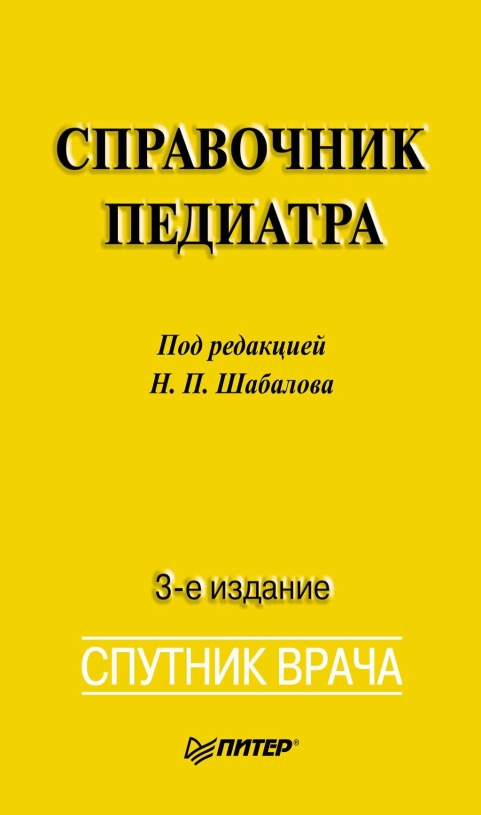 СПРАВОЧНИК
ПЕДИАТРА
Под редакцией
Н. П. Шабалова
3-е издание
СПУТНИК ВРАЧА
ПИТЕР®